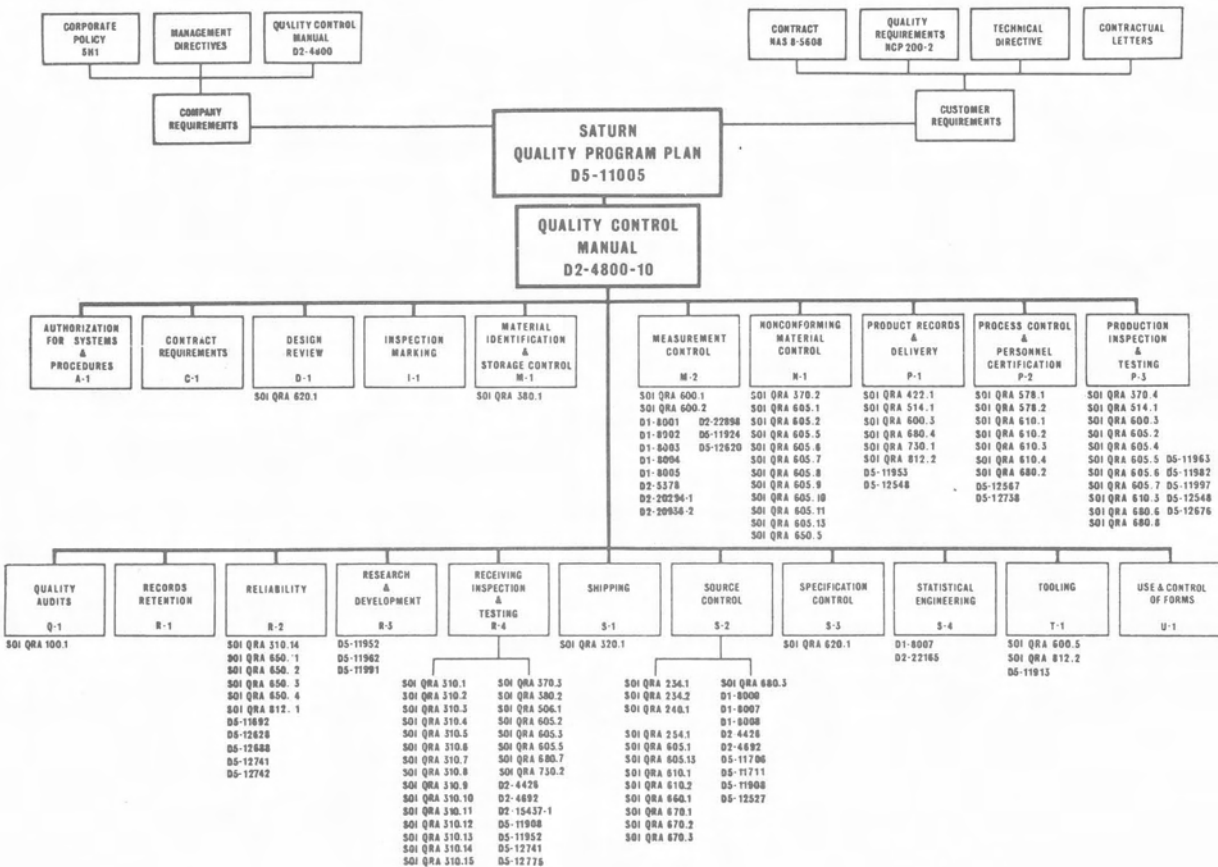 CORPORATE
POLICY
5H1
MANAGEMENT
DIRECTIVES
QUALITY CONTROL
MANUAL
D2-4800
CONTRACT
NAS 8-5608
QUALITY
REQUIREMENTS
NCP 200-2
TECHNICAL
DIRECTIVE
CONTRACTUAL
LETTERS
COMPANY
REQUIREMENTS
CUSTOMER
REQUIREMENTS
SATURN
QUALITY PROGRAM PLAN
D5-11005
QUALITY CONTROL
MANUAL
D2-4800-10
AUTHORIZATION
FOR SYSTEMS
&
PROCEDURES
A-1
CONTRACT
REQUIREMENTS
C-1
DESIGN
REVIEW
D-1
SOI QRA 620.1
INSPECTION
MARKING
I-1
MATERIAL
IDENTIFICATION
&
STORAGE CONTROL
M-1
SOI QRA 380.1
MEASUREMENT
CONTROL
M-2
SOI QRA 600.1
SOI QRA 600.2
D1-8001
D1-8002
D1-8003
D1-8004
D1-8005
D2-5378
D2-20294-1
D2-20936-2
D2-22898
D5-11924
D5-12620
NONCONFORMING
MATERIAL
CONTROL
N-1
SOI QRA 370.2
SOI QRA 605.1
SOI QRA 605.2
SOI QRA 605.5
SOI QRA 605.6
SOI QRA 605.7
SOI QRA 605.8
SOI QRA 605.9
SOI QRA 605.10
SOI QRA 605.11
SOI QRA 605.13
SOI QRA 650.5
PRODUCT RECORDS
&
DELIVERY
P-1
SOI QRA 422.1
SOI QRA 514.1
SOI QRA 600.3
SOI QRA 680.4
SOI QRA 730.1
SOI QRA 812.2
D5-11953
D5-12548
PROCESS CONTROL
&
PERSONNEL
CERTIFICATION
P-2
SOI QRA 578.1
SOI QRA 578.2
SOI QRA 610.1
SOI QRA 610.2
SOI QRA 610.3
SOI QRA 610.4
SOI QRA 680.2
D5-12567
D5-12738
PRODUCTION
INSPECTION
&
TESTING
P-3
SOI QRA 370.4
SOI QRA 514.1
SOI QRA 600.3
SOI QRA 605.2
SOI QRA 605.4
SOI QRA 605.5
SOI QRA 605.6
SOI QRA 605.7
SOI QRA 610.3
SOI QRA 680.6
SOI QRA 680.8
D5-11963
D5-11982
D5-11997
D5-12548
D5-12676
QUALITY
AUDITS
Q-1
SOI QRA 100.1
RECORDS
RETENTION
R-1
RELIABILITY
R-2
SOI QRA 310.14
SOI QRA 650.1
SOI QRA 650.2
SOI QRA 650.3
SOI QRA 650.4
SOI QRA 812.1
D5-11692
D5-12628
D5-12688
D5-12741
D5-12742
RESEARCH
&
DEVELOPMENT
R-3
D5-11952
D5-11962
D5-11991
RECEIVING
INSPECTION
&
TESTING
R-4
SOI QRA 310.1
SOI QRA 310.2
SOI QRA 310.3
SOI QRA 310.4
SOI QRA 310.5
SOI QRA 310.6
SOI QRA 310.7
SOI QRA 310.8
SOI QRA 310.9
SOI QRA 310.10
SOI QRA 310.11
SOI QRA 310.12
SOI QRA 310.13
SOI QRA 310.14
SOI QRA 310.15
SOI QRA 370.3
SOI QRA 380.2
SOI QRA 506.1
SOI QRA 605.2
SOI QRA 605.3
SOI QRA 605.5
SOI QRA 680.7
SOI QRA 730.2
D2-4426
D2-4692
D2-15437-1
D5-11908
D5-11952
D5-12741
D5-12775
SHIPPING
S-1
SOI QRA 320.1
SOURCE
CONTROL
S-2
SOI QRA 234.1
SOI QRA 234.2
SOI QRA 240.1
SOI QRA 254.1
SOI QRA 605.1
SOI QRA 605.13
SOI QRA 610.1
SOI QRA 610.2
SOI QRA 660.1
SOI QRA 670.1
SOI QRA 670.2
SOI QRA 670.3
SOI QRA 680.3
D1-8000
D1-8007
D1-8008
D2-4426
D2-4692
D5-11706
D5-11711
D5-11908
D5-12527
SPECIFICATION
CONTROL
S-3
SOI QRA 620.1
STATISTICAL
ENGINEERING
S-4
D1-8007
D2-22165
TOOLING
T-1
SOI QRA 600.5
SOI QRA 812.2
D5-11913
USE & CONTROL
OF FORMS
U-1